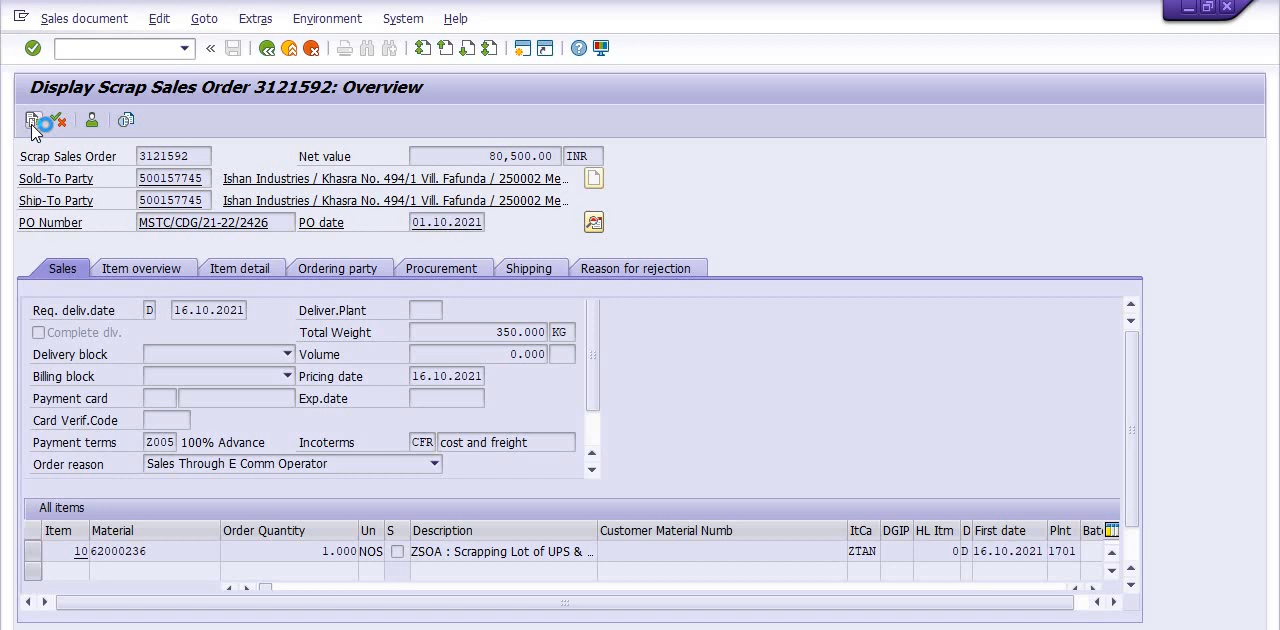 Sales document Edit Goto Extras Environment System Help
Display Scrap Sales Order 3121592: Overview
Scrap Sales Order 3121592 Net value 80,500.00 INR
Sold-To Party 500157745 Ishan Industries / Khasra No. 494/1 Vill. Fafunda / 250002 Me...
Ship-To Party 500157745 Ishan Industries / Khasra No. 494/1 Vill. Fafunda / 250002 Me...
PO Number MSTC/CDG/21-22/2426 PO date 01.10.2021
Sales Item overview Item detail Ordering party Procurement Shipping Reason for rejection
Req. deliv.date D 16.10.2021 Deliver.Plant
Complete dlv. Total Weight 350.000 KG
Delivery block Volume 0.000
Billing block Pricing date 16.10.2021
Payment card Exp.date
Card Verif.Code
Payment terms Z005 100% Advance Incoterms CFR cost and freight
Order reason Sales Through E Comm Operator
All items
Item Material Order Quantity Un S Description Customer Material Numb ItCa DGIP HL Itm D First date Plnt Batc
10 62000236 1.000 NOS ZSOA : Scrapping Lot of UPS & ... ZTAN 0 D 16.10.2021 1701